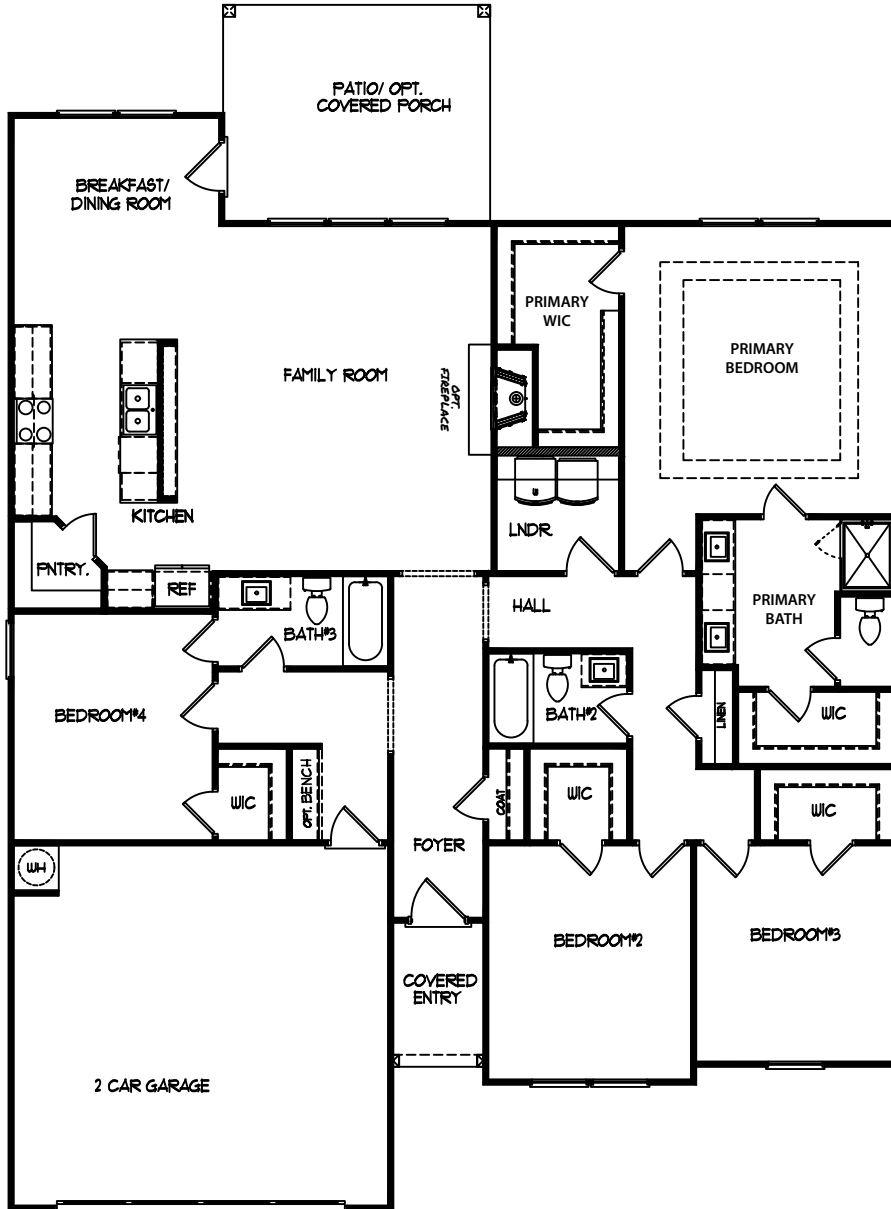 PATIO/ OPT.
COVERED PORCH
BREAKFAST/
DINING ROOM
PRIMARY
WIC
PRIMARY
BEDROOM
FAMILY ROOM
OPT.
FIREPLACE
KITCHEN
W
LNDR.
PNTRY.
REF
HALL
PRIMARY
BATH
BATH#3
BEDROOM#4
BATH#2
LINEN
WIC
WIC
OPT. BENCH
COAT
WIC
WIC
FOYER
WH
BEDROOM#2
BEDROOM#3
COVERED
ENTRY
2 CAR GARAGE